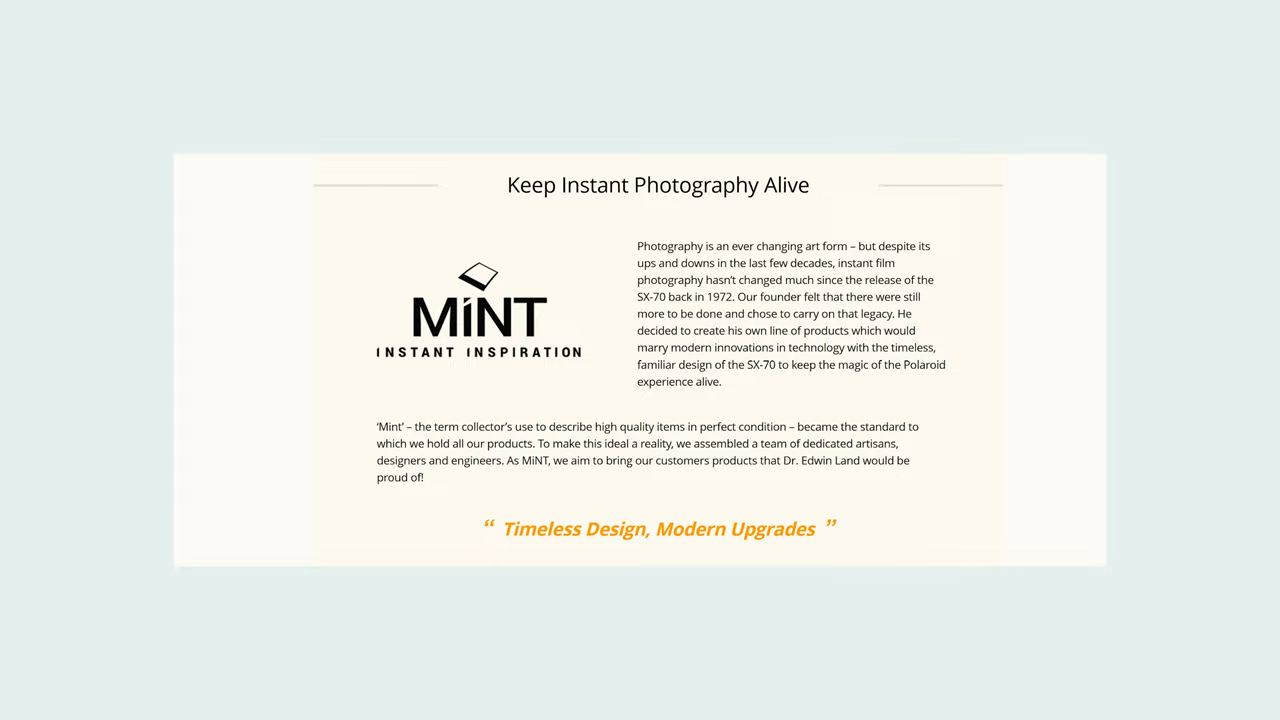 Keep Instant Photography Alive
MiNT
INSTANT INSPIRATION
Photography is an ever changing art form – but despite its
ups and downs in the last few decades, instant film
photography hasn't changed much since the release of the
SX-70 back in 1972. Our founder felt that there were still
more to be done and chose to carry on that legacy. He
decided to create his own line of products which would
marry modern innovations in technology with the timeless,
familiar design of the SX-70 to keep the magic of the Polaroid
experience alive.
‘Mint’ – the term collector’s use to describe high quality items in perfect condition – became the standard to
which we hold all our products. To make this ideal a reality, we assembled a team of dedicated artisans,
designers and engineers. As MiNT, we aim to bring our customers products that Dr. Edwin Land would be
proud of!
“ Timeless Design, Modern Upgrades ”